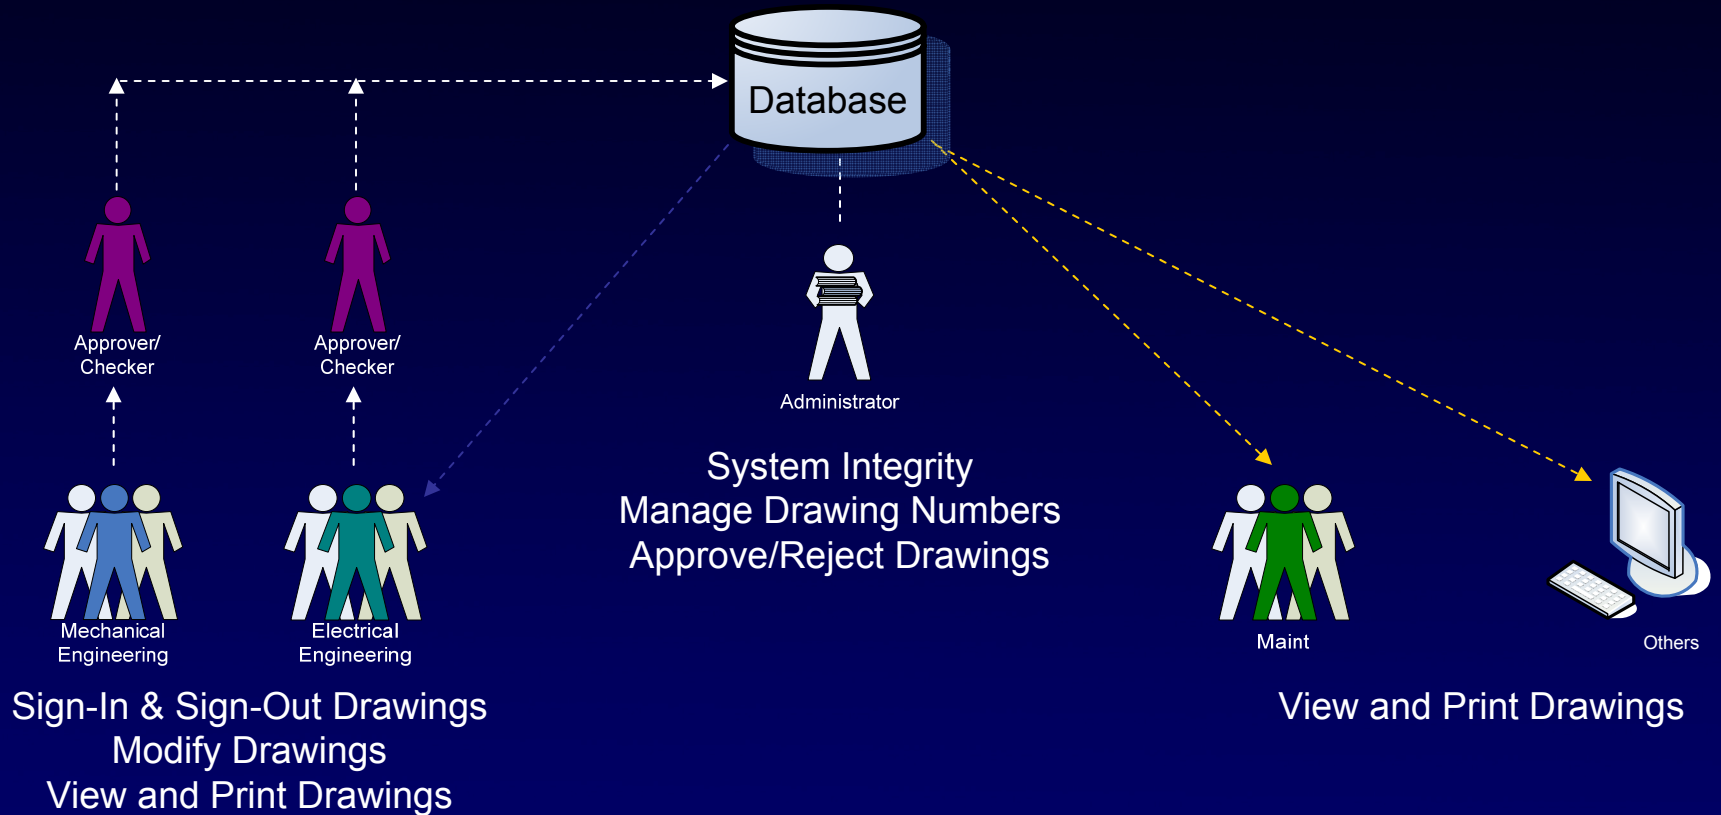 Database
Approver/
Checker
Approver/
Checker
Administrator
System Integrity
Manage Drawing Numbers
Approve/Reject Drawings
Mechanical
Engineering
Electrical
Engineering
Maint
Others
Sign-In & Sign-Out Drawings
Modify Drawings
View and Print Drawings
View and Print Drawings